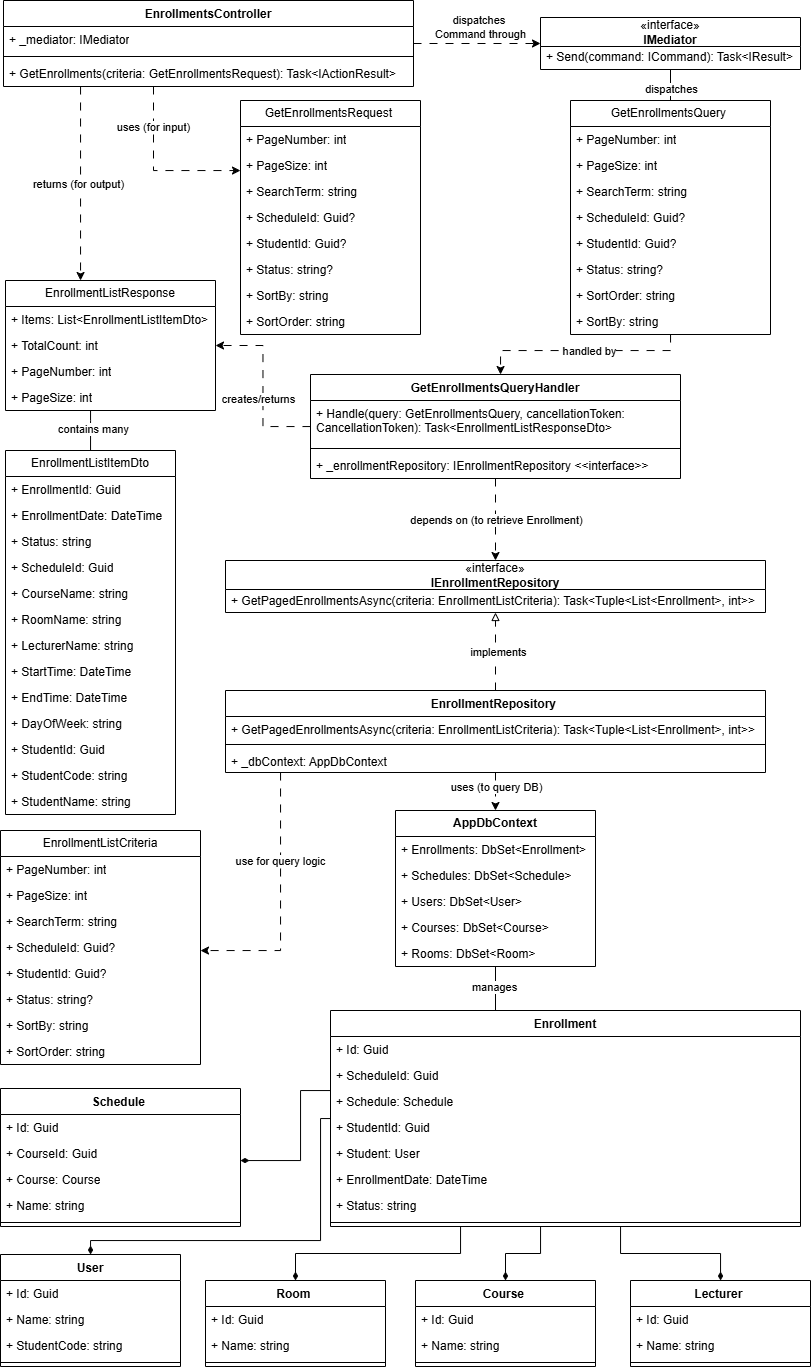 EnrollmentsController
+ _mediator: IMediator
+ GetEnrollments(criteria: GetEnrollmentsRequest): Task<IActionResult>
dispatches
Command through
«interface»
IMediator
+ Send(command: ICommand): Task<IResult>
dispatches
uses (for input)
returns (for output)
GetEnrollmentsRequest
+ PageNumber: int
+ PageSize: int
+ SearchTerm: string
+ ScheduleId: Guid?
+ StudentId: Guid?
+ Status: string?
+ SortBy: string
+ SortOrder: string
GetEnrollmentsQuery
+ PageNumber: int
+ PageSize: int
+ SearchTerm: string
+ ScheduleId: Guid?
+ StudentId: Guid?
+ Status: string?
+ SortOrder: string
+ SortBy: string
handled by
EnrollmentListResponse
+ Items: List<EnrollmentListItemDto>
+ TotalCount: int
+ PageNumber: int
+ PageSize: int
contains many
creates/returns
GetEnrollmentsQueryHandler
+ Handle(query: GetEnrollmentsQuery, cancellationToken:
CancellationToken): Task<EnrollmentListResponseDto>
+ _enrollmentRepository: IEnrollmentRepository <<interface>>
EnrollmentListItemDto
+ EnrollmentId: Guid
+ EnrollmentDate: DateTime
+ Status: string
+ ScheduleId: Guid
+ CourseName: string
+ RoomName: string
+ LecturerName: string
+ StartTime: DateTime
+ EndTime: DateTime
+ DayOfWeek: string
+ StudentId: Guid
+ StudentCode: string
+ StudentName: string
depends on (to retrieve Enrollment)
«interface»
IEnrollmentRepository
+ GetPagedEnrollmentsAsync(criteria: EnrollmentListCriteria): Task<Tuple<List<Enrollment>, int>>
implements
EnrollmentRepository
+ GetPagedEnrollmentsAsync(criteria: EnrollmentListCriteria): Task<Tuple<List<Enrollment>, int>>
+ _dbContext: AppDbContext
uses (to query DB)
use for query logic
AppDbContext
+ Enrollments: DbSet<Enrollment>
+ Schedules: DbSet<Schedule>
+ Users: DbSet<User>
+ Courses: DbSet<Course>
+ Rooms: DbSet<Room>
manages
EnrollmentListCriteria
+ PageNumber: int
+ PageSize: int
+ SearchTerm: string
+ ScheduleId: Guid?
+ StudentId: Guid?
+ Status: string?
+ SortBy: string
+ SortOrder: string
Enrollment
+ Id: Guid
+ ScheduleId: Guid
+ Schedule: Schedule
+ StudentId: Guid
+ Student: User
+ EnrollmentDate: DateTime
+ Status: string
Schedule
+ Id: Guid
+ CourseId: Guid
+ Course: Course
+ Name: string
User
+ Id: Guid
+ Name: string
+ StudentCode: string
Room
+ Id: Guid
+ Name: string
Course
+ Id: Guid
+ Name: string
Lecturer
+ Id: Guid
+ Name: string